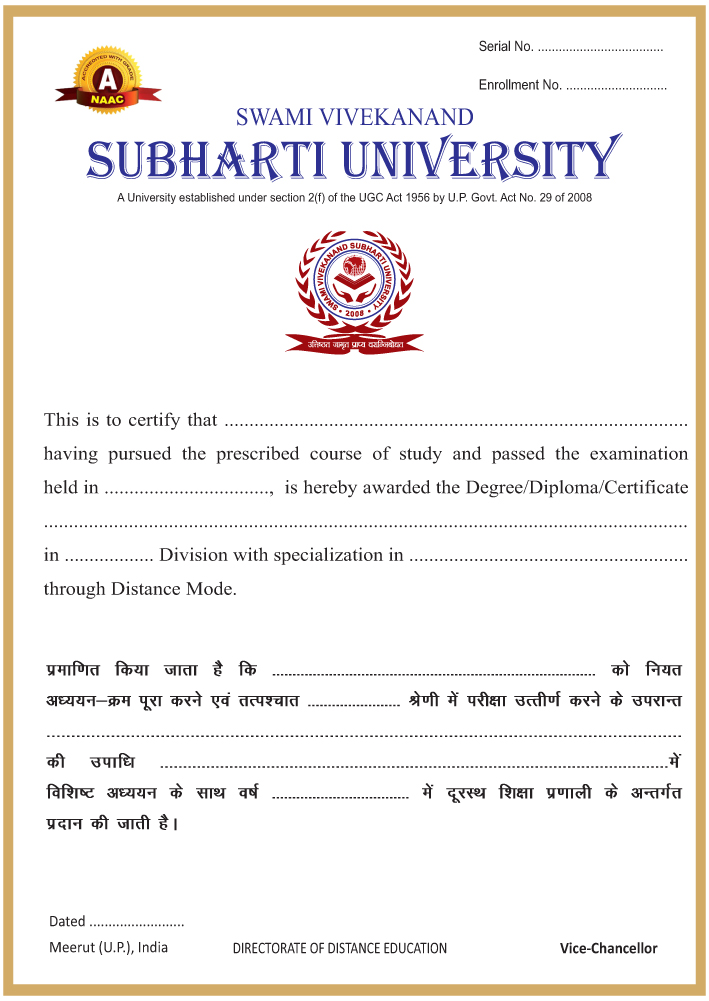 Serial No. ....................................
ACCREDITED WITH GRADE
A
NAAC
Enrollment No. .............................
SWAMI VIVEKANAND
SUBHARTI UNIVERSITY
A University established under section 2(f) of the UGC Act 1956 by U.P. Govt. Act No. 29 of 2008
SWAMI VIVEKANAND SUBHARTI UNIVERSITY
• 2008 •
उत्तिष्ठत जागृत प्राप्य वरान्निबोधत
This is to certify that .............................................................................................
having pursued the prescribed course of study and passed the examination
held in ................................., is hereby awarded the Degree/Diploma/Certificate
.................................................................................................................................
in .................. Division with specialization in ........................................................
through Distance Mode.
प्रमाणित किया जाता है कि .................................................................................... को नियत
अध्ययन–क्रम पूरा करने एवं तत्पश्चात ........................ श्रेणी में परीक्षा उत्तीर्ण करने के उपरान्त
.................................................................................................................................
की उपाधि .....................................................................................................में
विशिष्ट अध्ययन के साथ वर्ष .................................... में दूरस्थ शिक्षा प्रणाली के अन्तर्गत
प्रदान की जाती है।
Dated .........................
Meerut (U.P.), India
DIRECTORATE OF DISTANCE EDUCATION
Vice-Chancellor